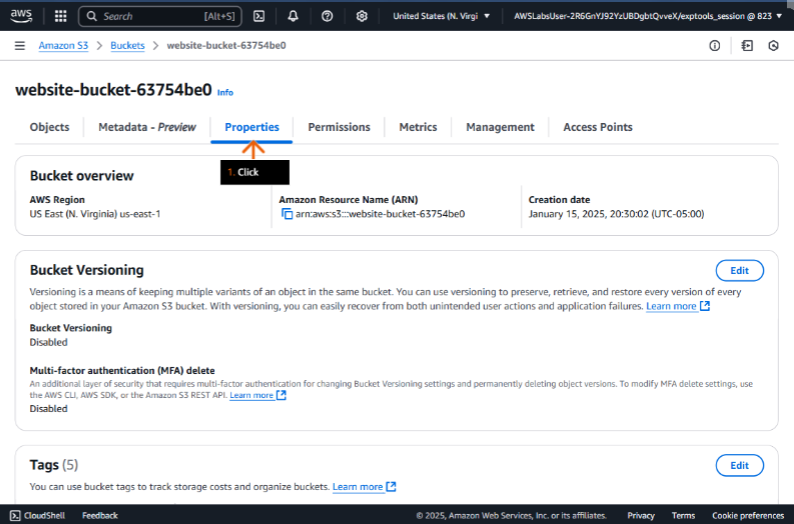 aws
Search [Alt+S]
United States (N. Virgi
AWSLabsUser-2R6GnYJ92YzUBDgbtQvveX/exptools_session @ 823
Amazon S3 > Buckets > website-bucket-63754be0
website-bucket-63754be0 Info
Objects Metadata - Preview Properties Permissions Metrics Management Access Points
1. Click
Bucket overview
AWS Region
US East (N. Virginia) us-east-1
Amazon Resource Name (ARN)
arn:aws:s3:::website-bucket-63754be0
Creation date
January 15, 2025, 20:30:02 (UTC-05:00)
Bucket Versioning
Edit
Versioning is a means of keeping multiple variants of an object in the same bucket. You can use versioning to preserve, retrieve, and restore every version of every
object stored in your Amazon S3 bucket. With versioning, you can easily recover from both unintended user actions and application failures. Learn more
Bucket Versioning
Disabled
Multi-factor authentication (MFA) delete
An additional layer of security that requires multi-factor authentication for changing Bucket Versioning settings and permanently deleting object versions. To modify MFA delete settings, use
the AWS CLI, AWS SDK, or the Amazon S3 REST API. Learn more
Disabled
Tags (5)
Edit
You can use bucket tags to track storage costs and organize buckets. Learn more
CloudShell Feedback © 2025, Amazon Web Services, Inc. or its affiliates. Privacy Terms Cookie preferences